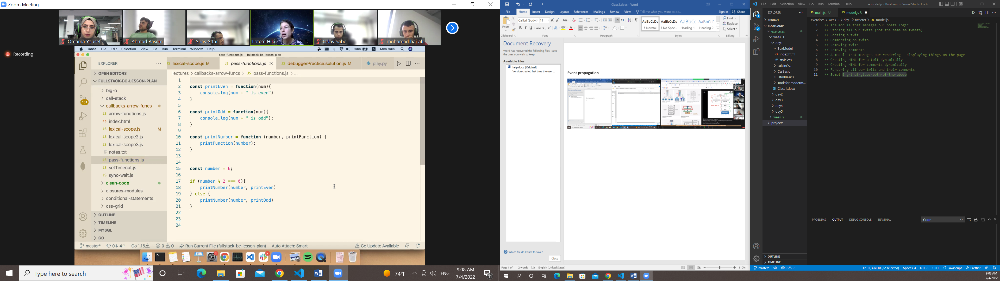 Zoom Meeting
Omama Yousef
Ahmad Basem
Anas Attar
Lotem Hiki
Oday Sabe
mohamad haj ali
Recording
Code File Edit Selection View Go Run Terminal Window Help
100%
A
Mon 9:05
pass-functions.js — fullstack-bc-lesson-plan
EXPLORER
JS lexical-scope.js M
JS pass-functions.js
JS debuggerPractice.solution.js M
play.py
lectures > callbacks-arrow-funcs > JS pass-functions.js > ...
OPEN EDITORS
FULLSTACK-BC-LESSON-PLAN
big-o
call-stack
callbacks-arrow-funcs
JS arrow-functions.js
<> index.html
JS lexical-scope.js M
JS lexical-scope2.js
JS lexical-scope3.js
notes.txt
JS pass-functions.js
JS setTimeout.js
JS sync-wait.js
clean-code
closures-modules
conditional-statements
css-grid
OUTLINE
TIMELINE
MYSQL
GO
131
1
2 const printEven = function(num){
3 console.log(num + " is even")
4 }
5
6 const printOdd = function(num){
7 console.log(num + " is odd");
8 }
9
10 const printNumber = function (number, printFunction) {
11 printFunction(number);
12 }
13
14
15 const number = 6;
16
17 if (number % 2 === 0){
18 printNumber(number, printEven)
19 } else {
20 printNumber(number, printOdd)
21 }
22
23
24
master* 0↓ 4↑ Go 1.16 0 0 Run Current File (fullstack-bc-lesson-plan) Auto Attach: Smart Go Update Available
Type here to search
74°F
ENG
9:08 AM
7/4/2022
11
Class2.docx - Word
File Home Insert Design Layout References Mailings Review View Tell me what you want to do... Sign in Share
Paste
Calibri (Body) 11
AaBbCcDc AaBbCcDc AaBbCc AaBbCcD
¶ Normal ¶ No Spac... Heading 1 Heading 2
Find
Replace
Select
Clipboard Font Paragraph Styles Editing
Document Recovery
Word has recovered the following files. Save
the ones you wish to keep.
Available Files
help.docx [Original]
Version created last time the user ...
Event propagation
Which file do I want to save?
Close
Page 1 of 1 2 words English (United States)
110%
File Edit Selection View Go Run Terminal Help
● model.js - Bootcamp - Visual Studio Code
EXPLORER
JS main.js U
JS model.js U
exercices > week-2 > day1 > tweeter > JS model.js
SEARCH
BOOTCAMP
exercices
week-1
day1
BoxModel
<> index.html
# style.css
calcInCss
CssBasic
HtmlBasics
Toolsfor moderm...
Class1.docx
day2
day3
day4
day5
week-2
projects
OUTLINE
TIMELINE
1 // The module that manages our posts logic
2 // Storing all our twits (not the same as tweets)
3 // Posting a twit
4 // Commenting on twits
5 // Removing twits
6 // Removing comments
7 // A module that manages our rendering - displaying things on the page
8 // Creating HTML for a twit dynamically
9 // Creating HTML for comments dynamically
10 // Rendering all our twits and their comments
11 // Something that glues both of the above
PROBLEMS OUTPUT DEBUG CONSOLE TERMINAL
Code
master* 0 0
Ln 11, Col 10 (32 selected) Spaces: 4 UTF-8 CRLF {} JavaScript Prettier
9:08 AM
7/4/2022